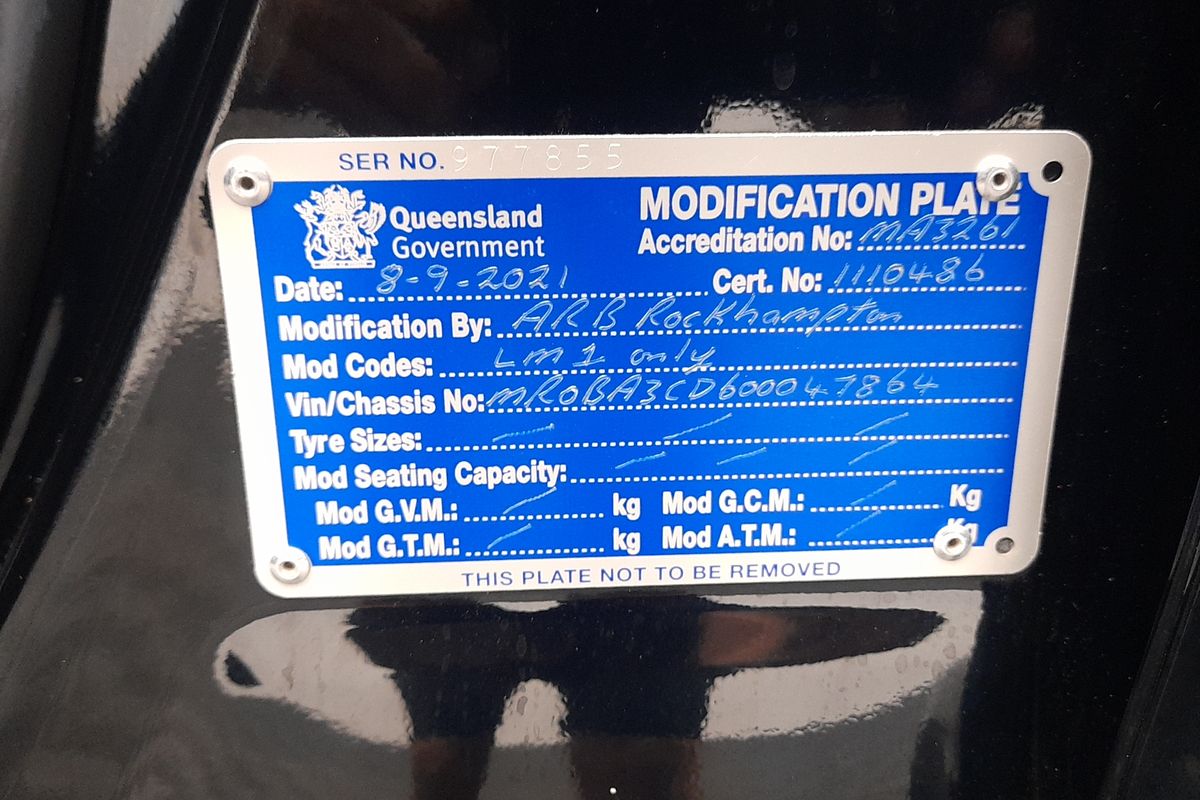 SER NO. 977855
Queensland
Government
MODIFICATION PLATE
Accreditation No: MA3261
Date: 8-9-2021 Cert. No: 1110486
Modification By: ARB Rockhampton
Mod Codes: LM1 only
Vin/Chassis No: MR0BA3CD600047864
Tyre Sizes: — / /
Mod Seating Capacity: — — /
Mod G.V.M.: / kg Mod G.C.M.: / Kg
Mod G.T.M.: / kg Mod A.T.M.: / Kg
THIS PLATE NOT TO BE REMOVED